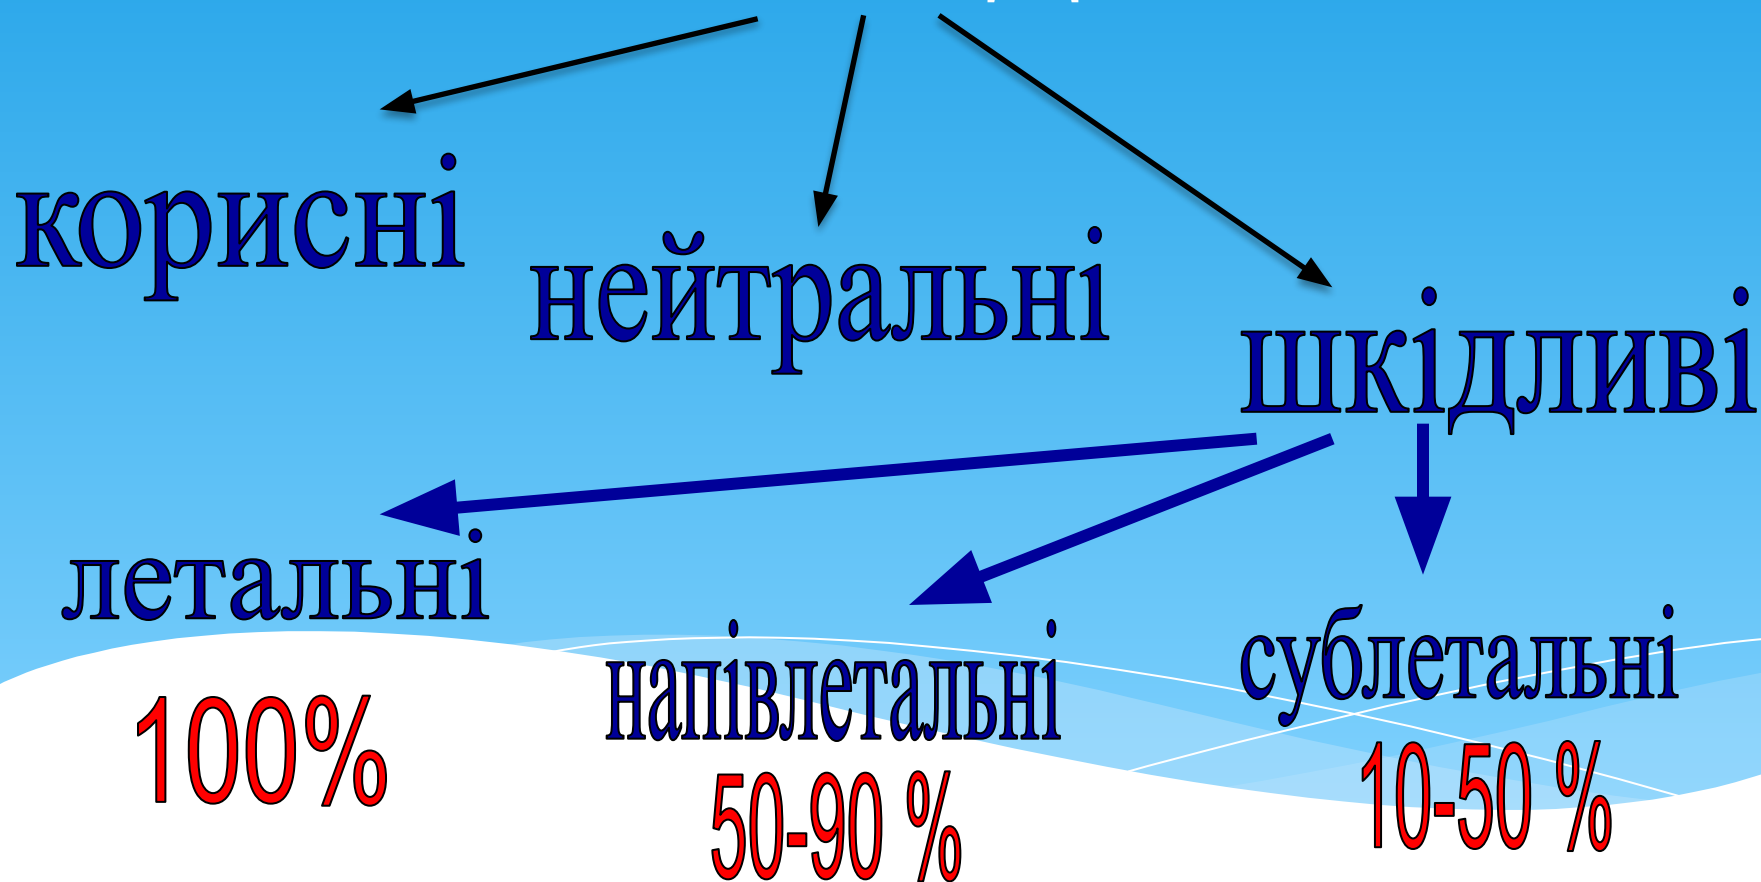 корисні
нейтральні
шкідливі
летальні
напівлетальні
сублетальні
100%
50-90 %
10-50 %